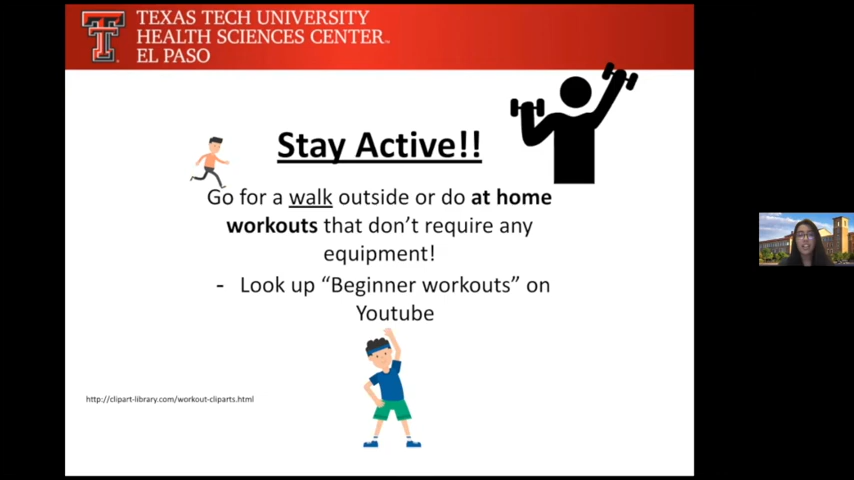 TEXAS TECH UNIVERSITY
HEALTH SCIENCES CENTER™
EL PASO
Stay Active!!
Go for a walk outside or do at home
workouts that don't require any
equipment!
- Look up “Beginner workouts” on
Youtube
http://clipart-library.com/workout-cliparts.html